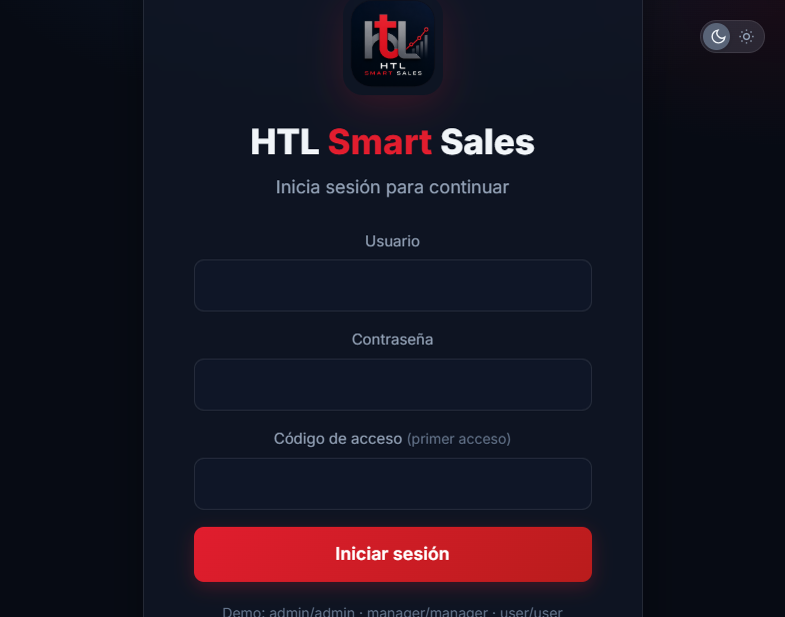 htL
HTL
SMART SALES
HTL Smart Sales
Inicia sesión para continuar
Usuario
Contraseña
Código de acceso (primer acceso)
Iniciar sesión
Demo: admin/admin · manager/manager · user/user